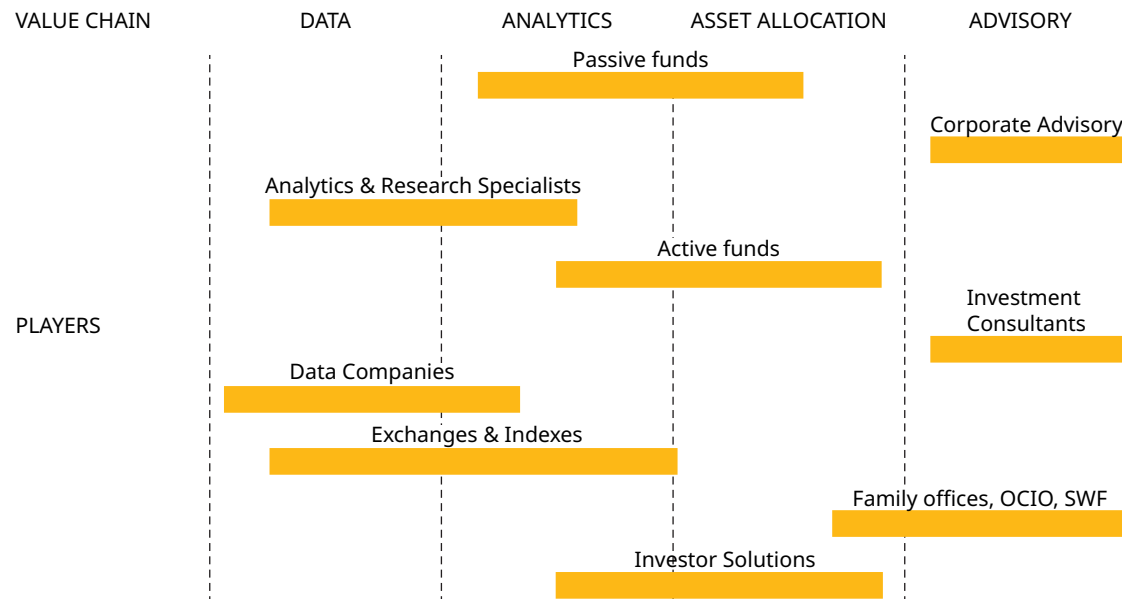 VALUE CHAIN
DATA
ANALYTICS
ASSET ALLOCATION
ADVISORY
Passive funds
Corporate Advisory
Analytics & Research Specialists
Active funds
Investment
Consultants
PLAYERS
Data Companies
Exchanges & Indexes
Family offices, OCIO, SWF
Investor Solutions